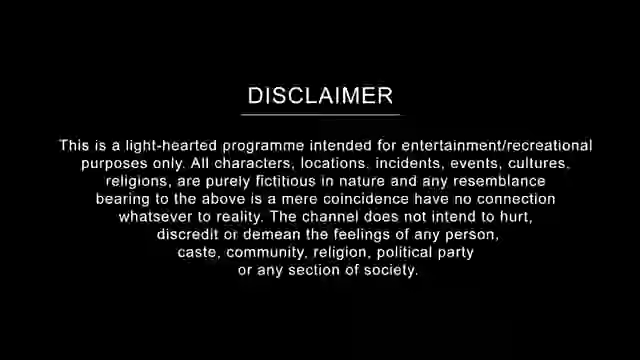 DISCLAIMER
This is a light-hearted programme intended for entertainment/recreational
purposes only. All characters, locations, incidents, events, cultures,
religions, are purely fictitious in nature and any resemblance
bearing to the above is a mere coincidence have no connection
whatsoever to reality. The channel does not intend to hurt,
discredit or demean the feelings of any person,
caste, community, religion, political party
or any section of society.